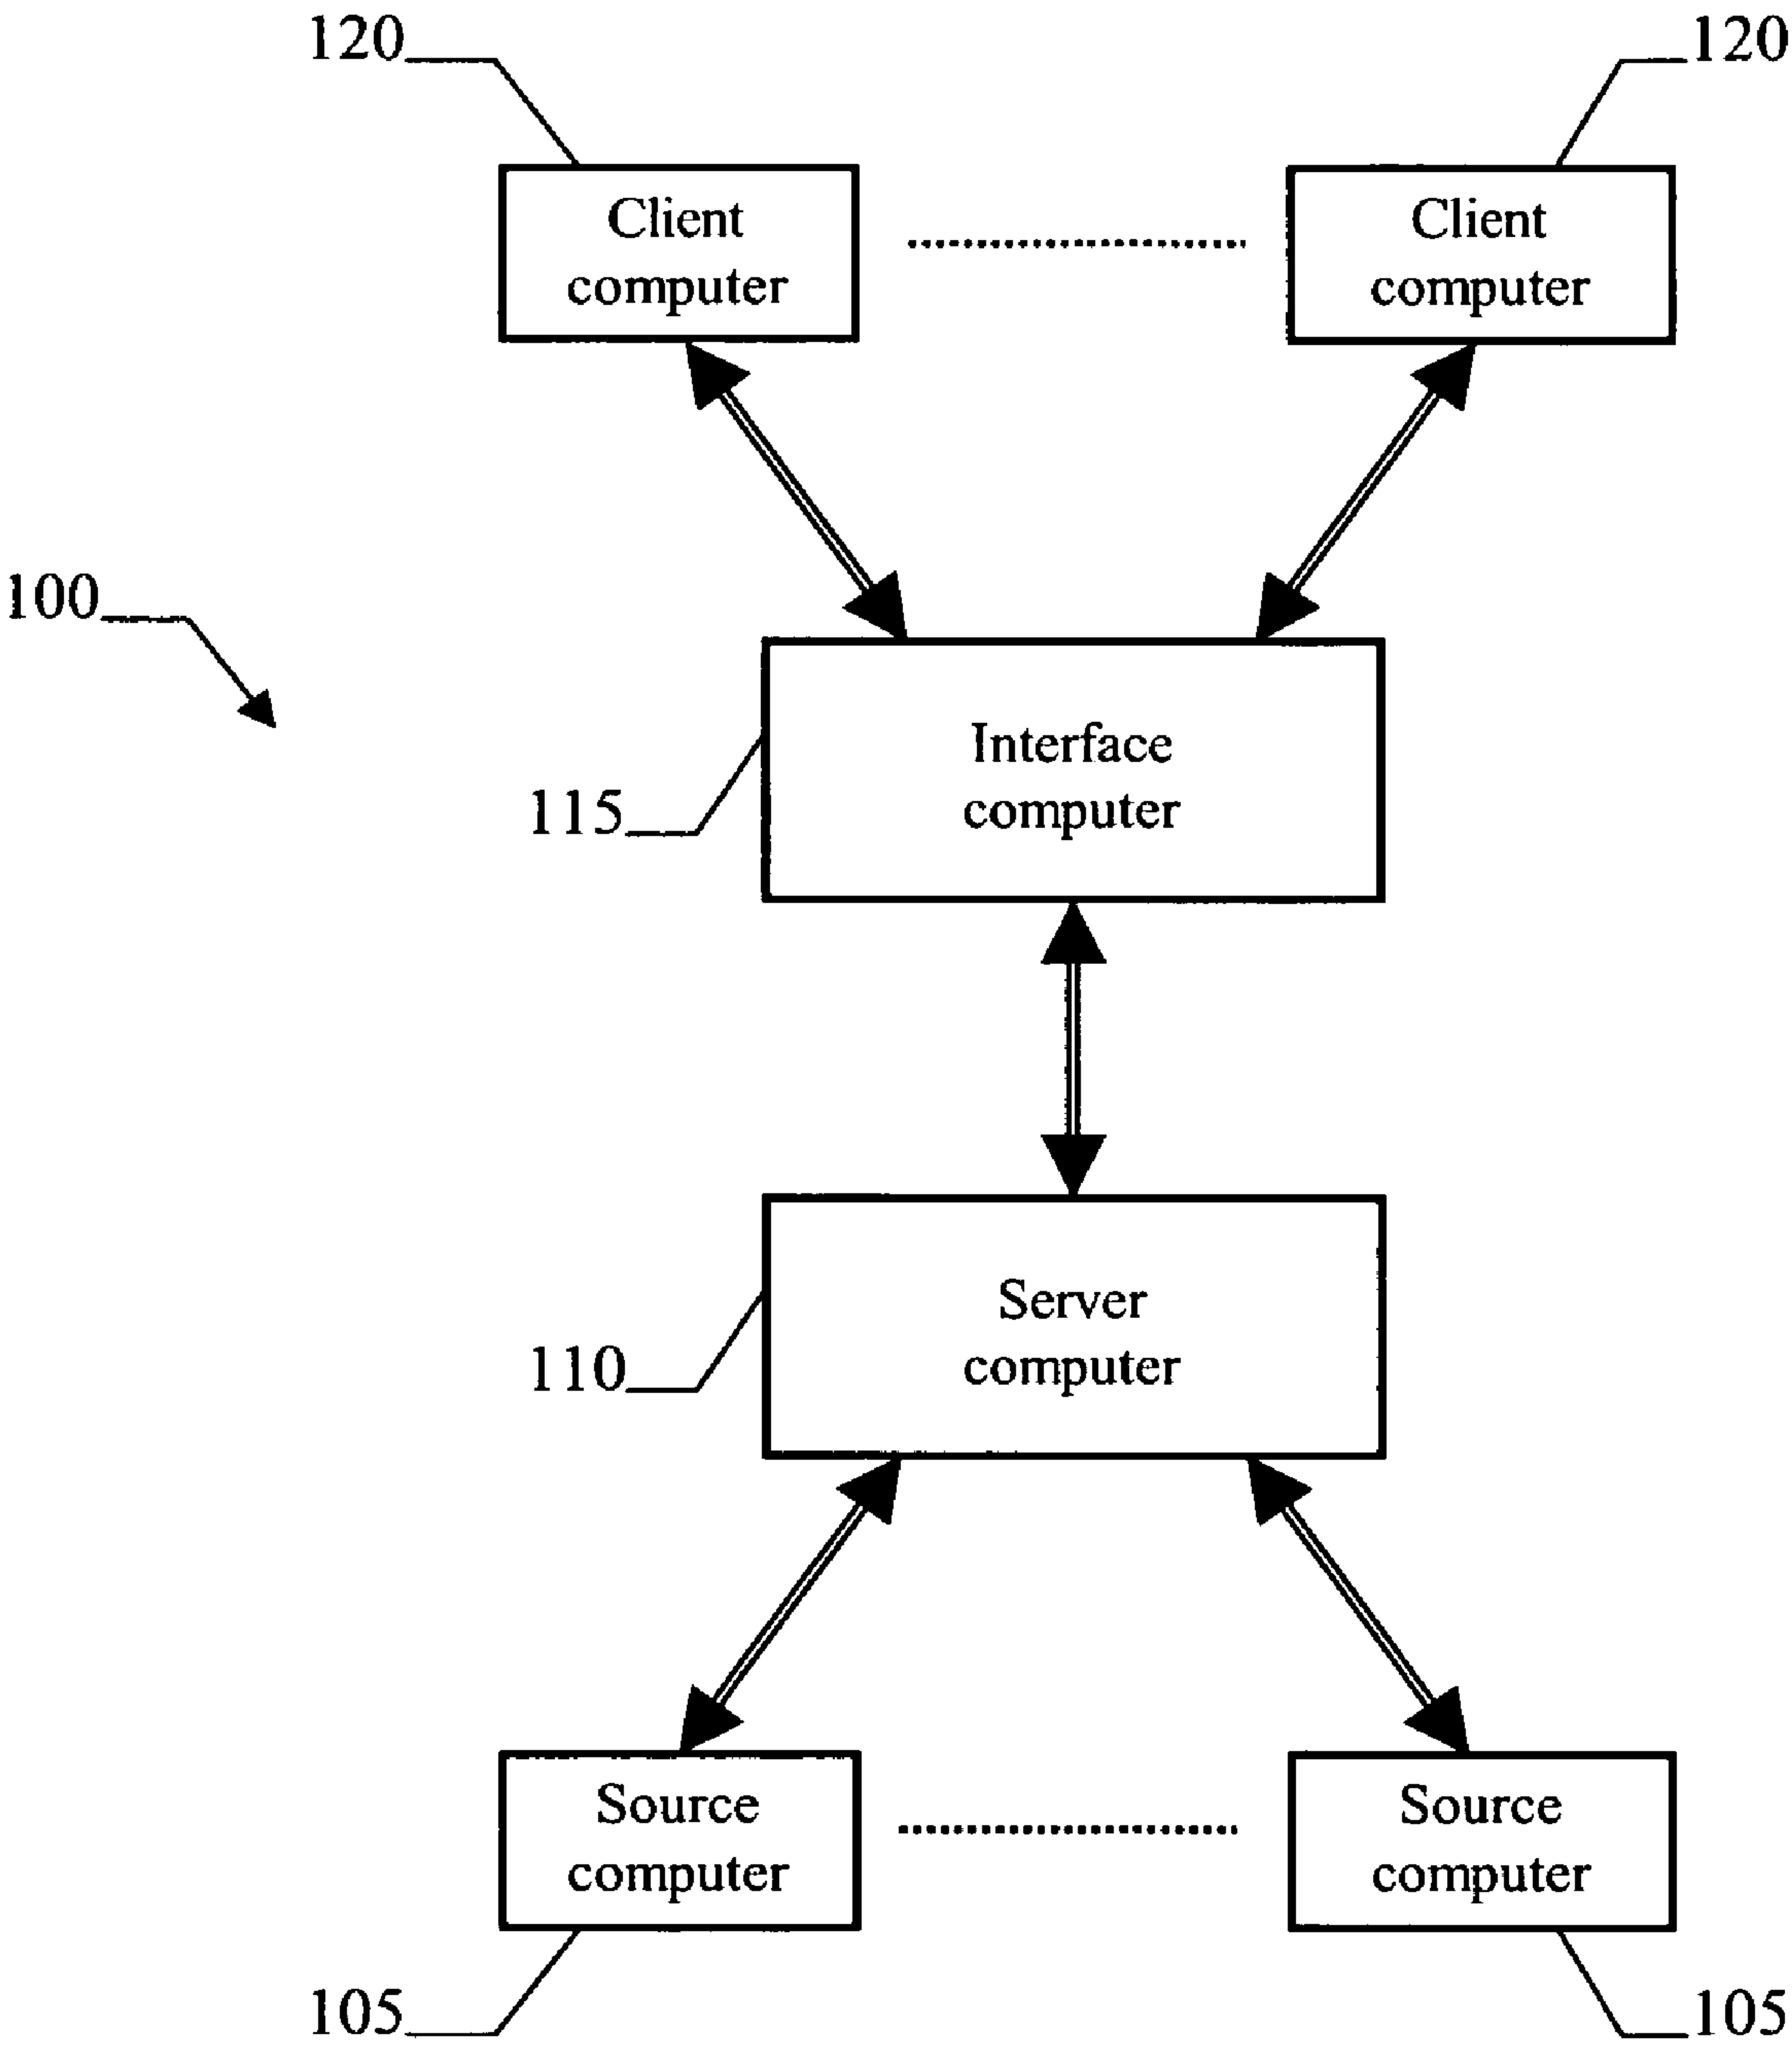 120
120
Client
computer
Client
computer
100
Interface
computer
115
Server
computer
110
Source
computer
Source
computer
105
105